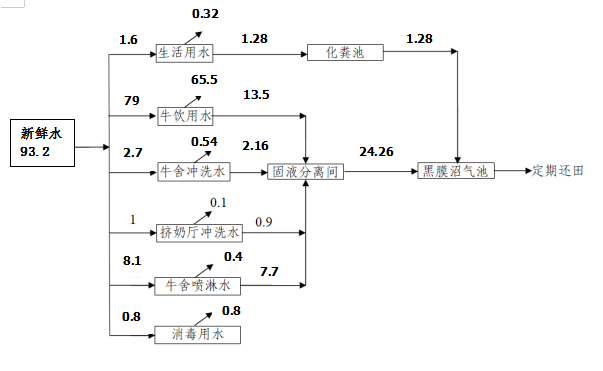 0.32
1.6
生活用水
1.28
化粪池
1.28
65.5
79
牛饮用水
13.5
新鲜水
93.2
0.54
2.7
牛舍冲洗水
2.16
固液分离间
24.26
黑膜沼气池
定期还田
0.1
1
挤奶厅冲洗水
0.9
0.4
8.1
牛舍喷淋水
7.7
0.8
0.8
消毒用水